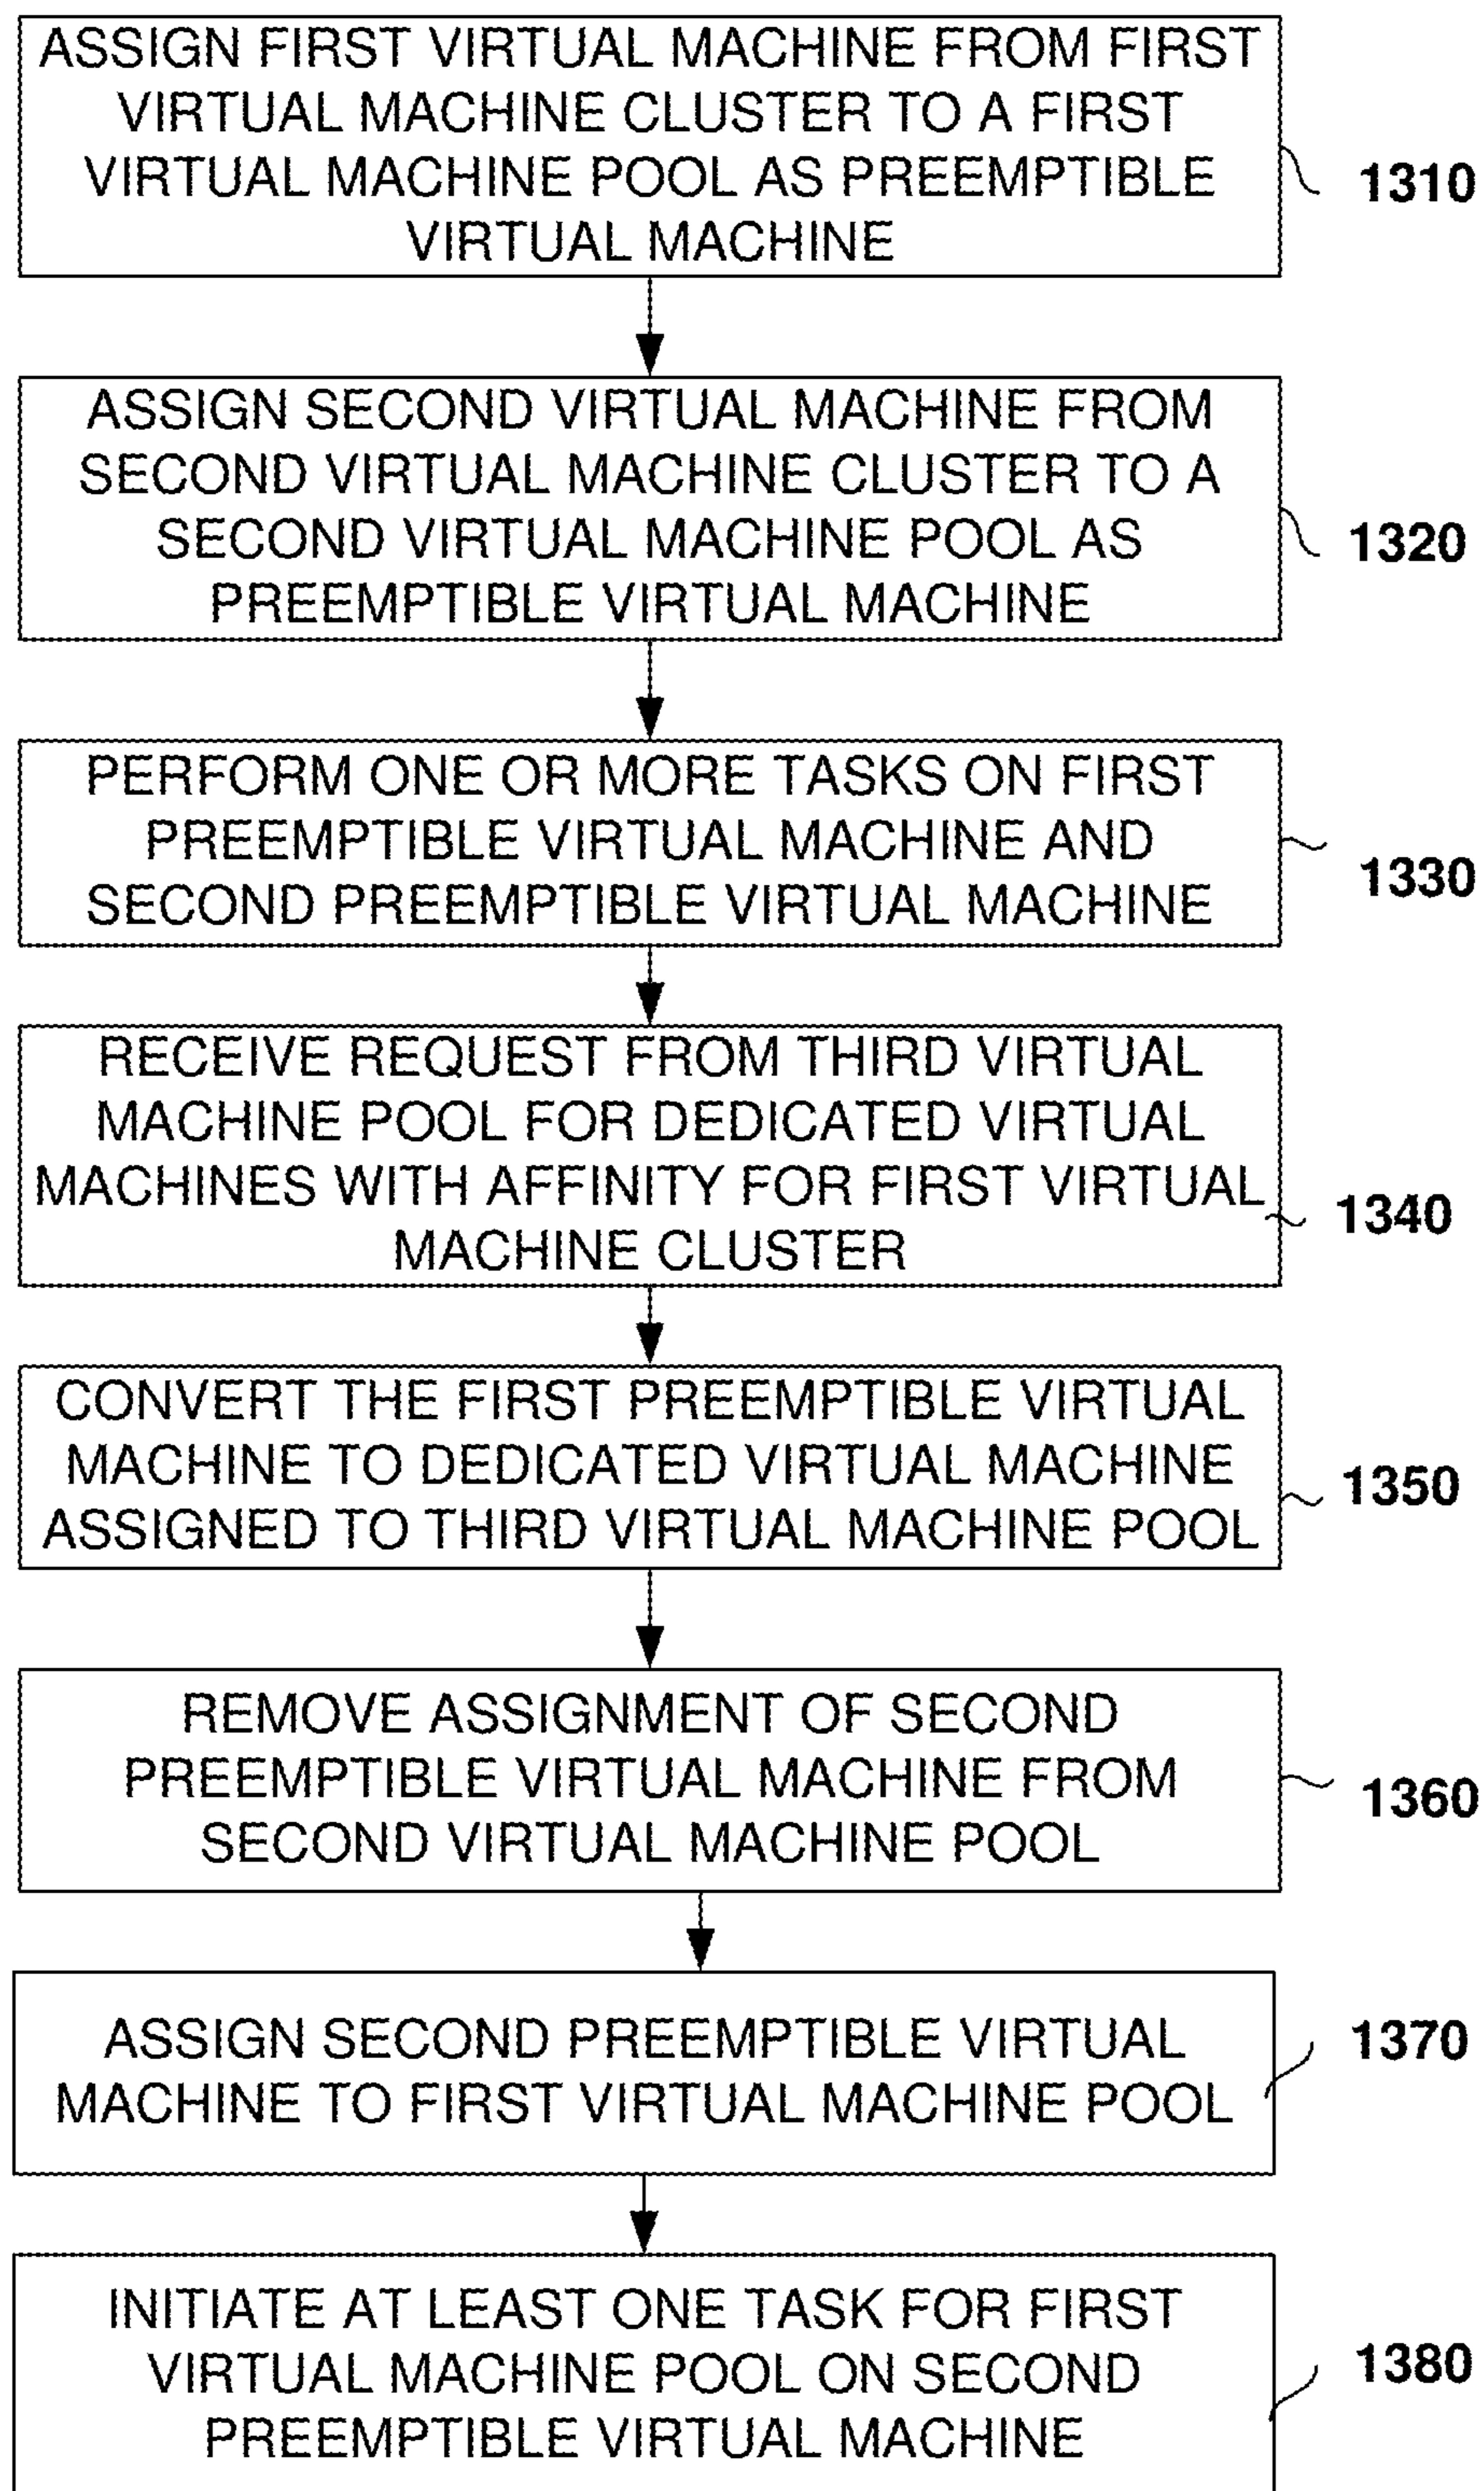 ASSIGN FIRST VIRTUAL MACHINE FROM FIRST
VIRTUAL MACHINE CLUSTER TO A FIRST
VIRTUAL MACHINE POOL AS PREEMPTIBLE
VIRTUAL MACHINE
1310
ASSIGN SECOND VIRTUAL MACHINE FROM
SECOND VIRTUAL MACHINE CLUSTER TO A
SECOND VIRTUAL MACHINE POOL AS
PREEMPTIBLE VIRTUAL MACHINE
1320
PERFORM ONE OR MORE TASKS ON FIRST
PREEMPTIBLE VIRTUAL MACHINE AND
SECOND PREEMPTIBLE VIRTUAL MACHINE
1330
RECEIVE REQUEST FROM THIRD VIRTUAL
MACHINE POOL FOR DEDICATED VIRTUAL
MACHINES WITH AFFINITY FOR FIRST VIRTUAL
MACHINE CLUSTER
1340
CONVERT THE FIRST PREEMPTIBLE VIRTUAL
MACHINE TO DEDICATED VIRTUAL MACHINE
ASSIGNED TO THIRD VIRTUAL MACHINE POOL
1350
REMOVE ASSIGNMENT OF SECOND
PREEMPTIBLE VIRTUAL MACHINE FROM
SECOND VIRTUAL MACHINE POOL
1360
ASSIGN SECOND PREEMPTIBLE VIRTUAL
MACHINE TO FIRST VIRTUAL MACHINE POOL
1370
INITIATE AT LEAST ONE TASK FOR FIRST
VIRTUAL MACHINE POOL ON SECOND
PREEMPTIBLE VIRTUAL MACHINE
1380